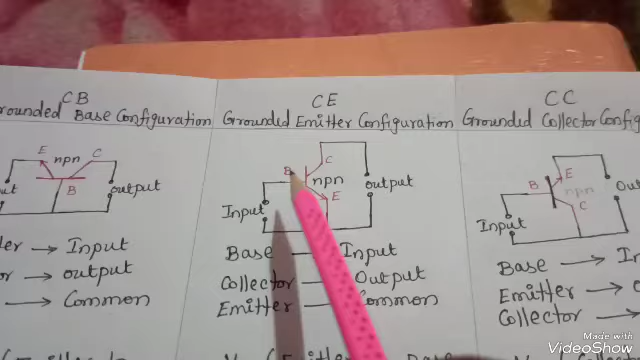 CB
Grounded Base Configuration
E npn C
B
output
→ Input
→ output
→ Common
CE
Grounded Emitter Configuration
B C
npn
E
Input
output
Base Input
Collector Output
Emitter Common
CC
Grounded Collector
B E
npn
C
Input
Base →
Emitter →
Collector →
Made with
VideoShow